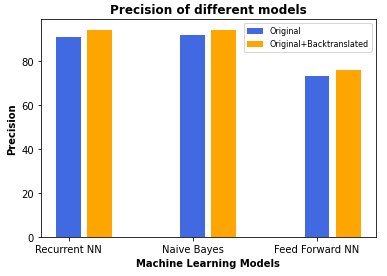 Precision of different models
Original
Original+Backtranslated
Precision
80
60
40
20
0
Recurrent NN Naive Bayes Feed Forward NN
Machine Learning Models